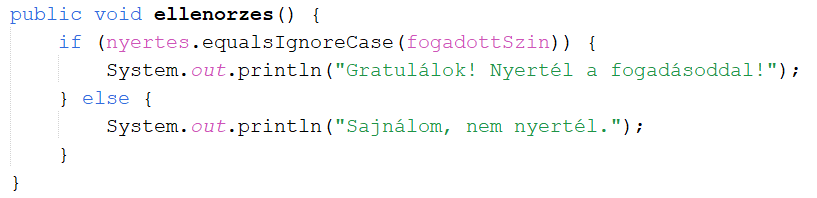 public void ellenorzes() {
    if (nyertes.equalsIgnoreCase(fogadottSzin)) {
        System.out.println("Gratulálok! Nyertél a fogadásoddal!");
    } else {
        System.out.println("Sajnálom, nem nyertél.");
    }
}